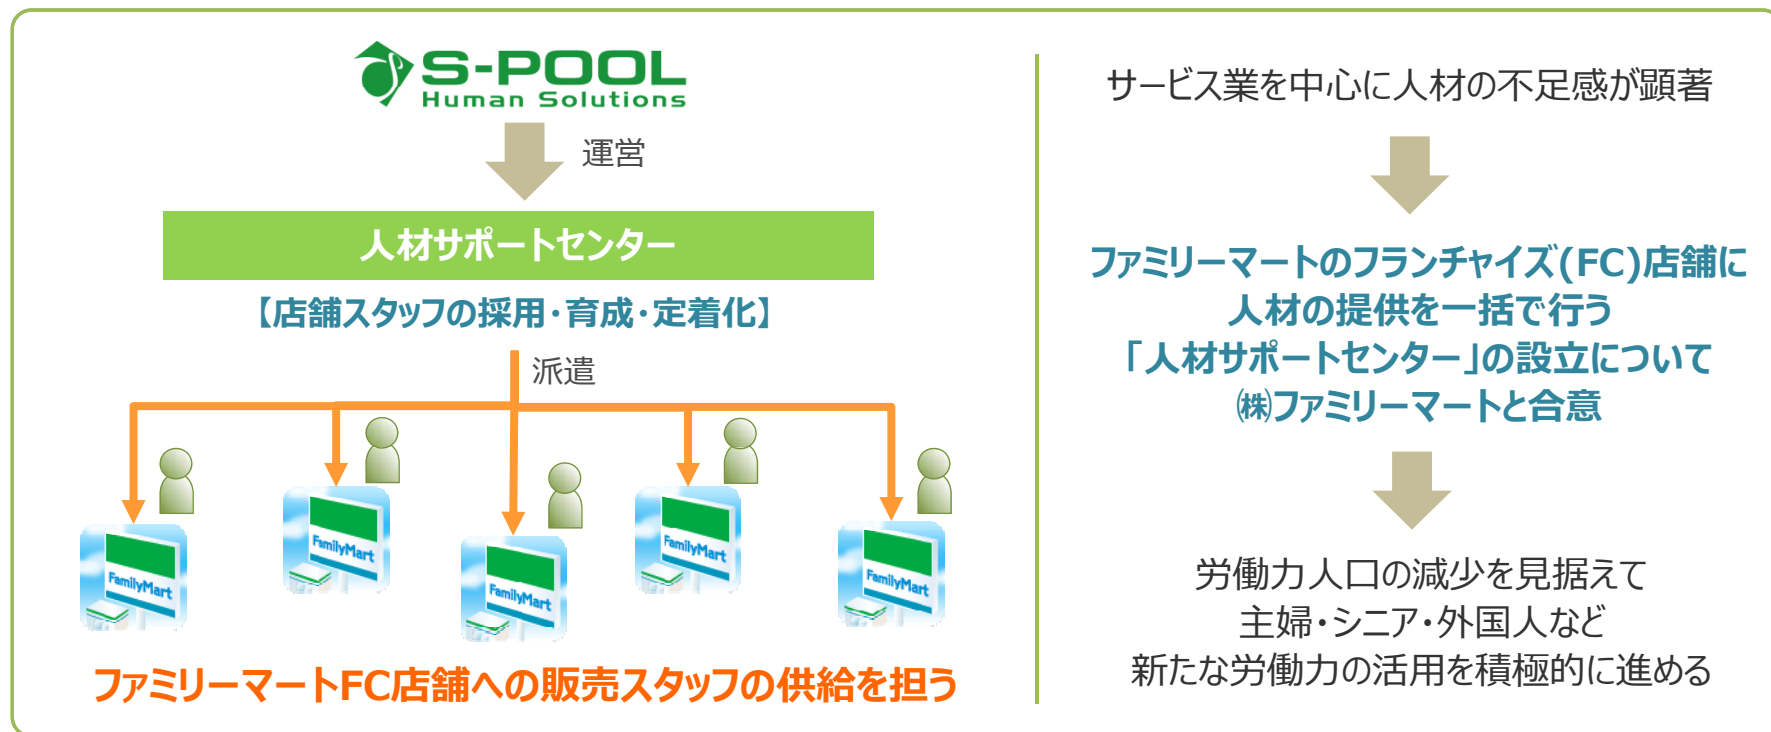 S-POOL
Human Solutions
運営
人材サポートセンター
【店舗スタッフの採用・育成・定着化】
派遣
FamilyMart
FamilyMart
FamilyMart
FamilyMart
FamilyMart
ファミリーマートFC店舗への販売スタッフの供給を担う
サービス業を中心に人材の不足感が顕著
ファミリーマートのフランチャイズ(FC)店舗に
人材の提供を一括で行う
「人材サポートセンター」の設立について
㈱ファミリーマートと合意
労働力人口の減少を見据えて
主婦・シニア・外国人など
新たな労働力の活用を積極的に進める